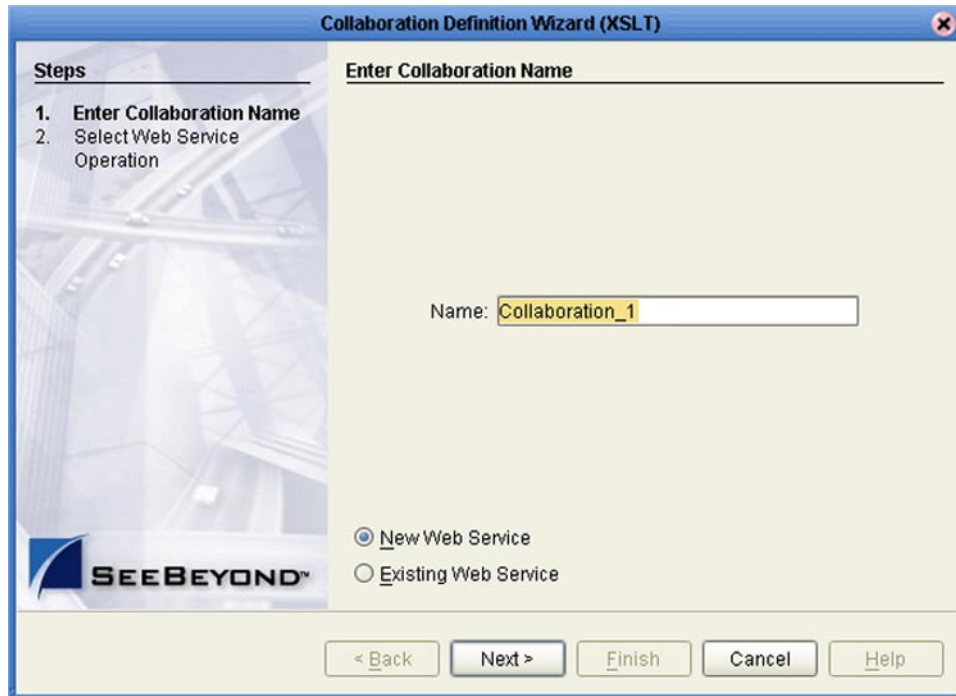 Collaboration Definition Wizard (XSLT)
Steps
1. Enter Collaboration Name
2. Select Web Service
Operation
SEEBEYOND™
Enter Collaboration Name
Name: Collaboration_1
New Web Service
Existing Web Service
< Back Next > Finish Cancel Help